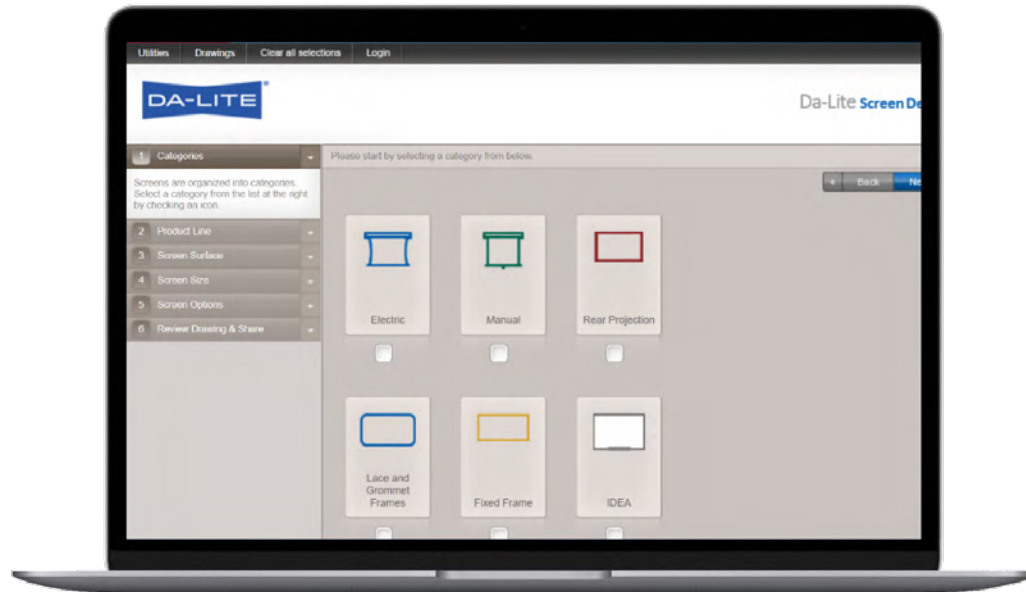 Utilities Drawings Clear all selections Login
DA-LITE®
Da-Lite Screen De
1 Categories
Please start by selecting a category from below.
Screens are organized into categories.
Select a category from the list at the right
by checking an icon.
Back Ne
2 Product Line
3 Screen Surface
4 Screen Size
5 Screen Options
6 Review Drawing & Share
Electric Manual Rear Projection
Lace and
Grommet
Frames Fixed Frame IDEA